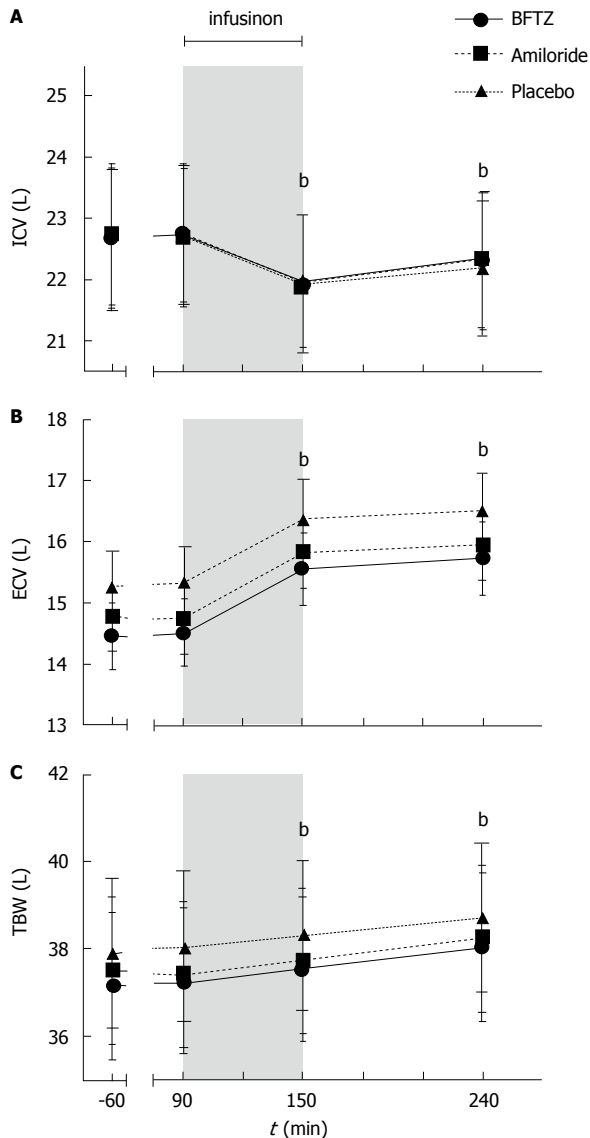 A
infusinon
BFTZ
Amiloride
Placebo
25
24
23
22
21
ICV (L)
b
b
B
18
17
16
15
14
13
ECV (L)
b
b
C
42
40
38
36
TBW (L)
b
b
-60
90
150
240
t (min)